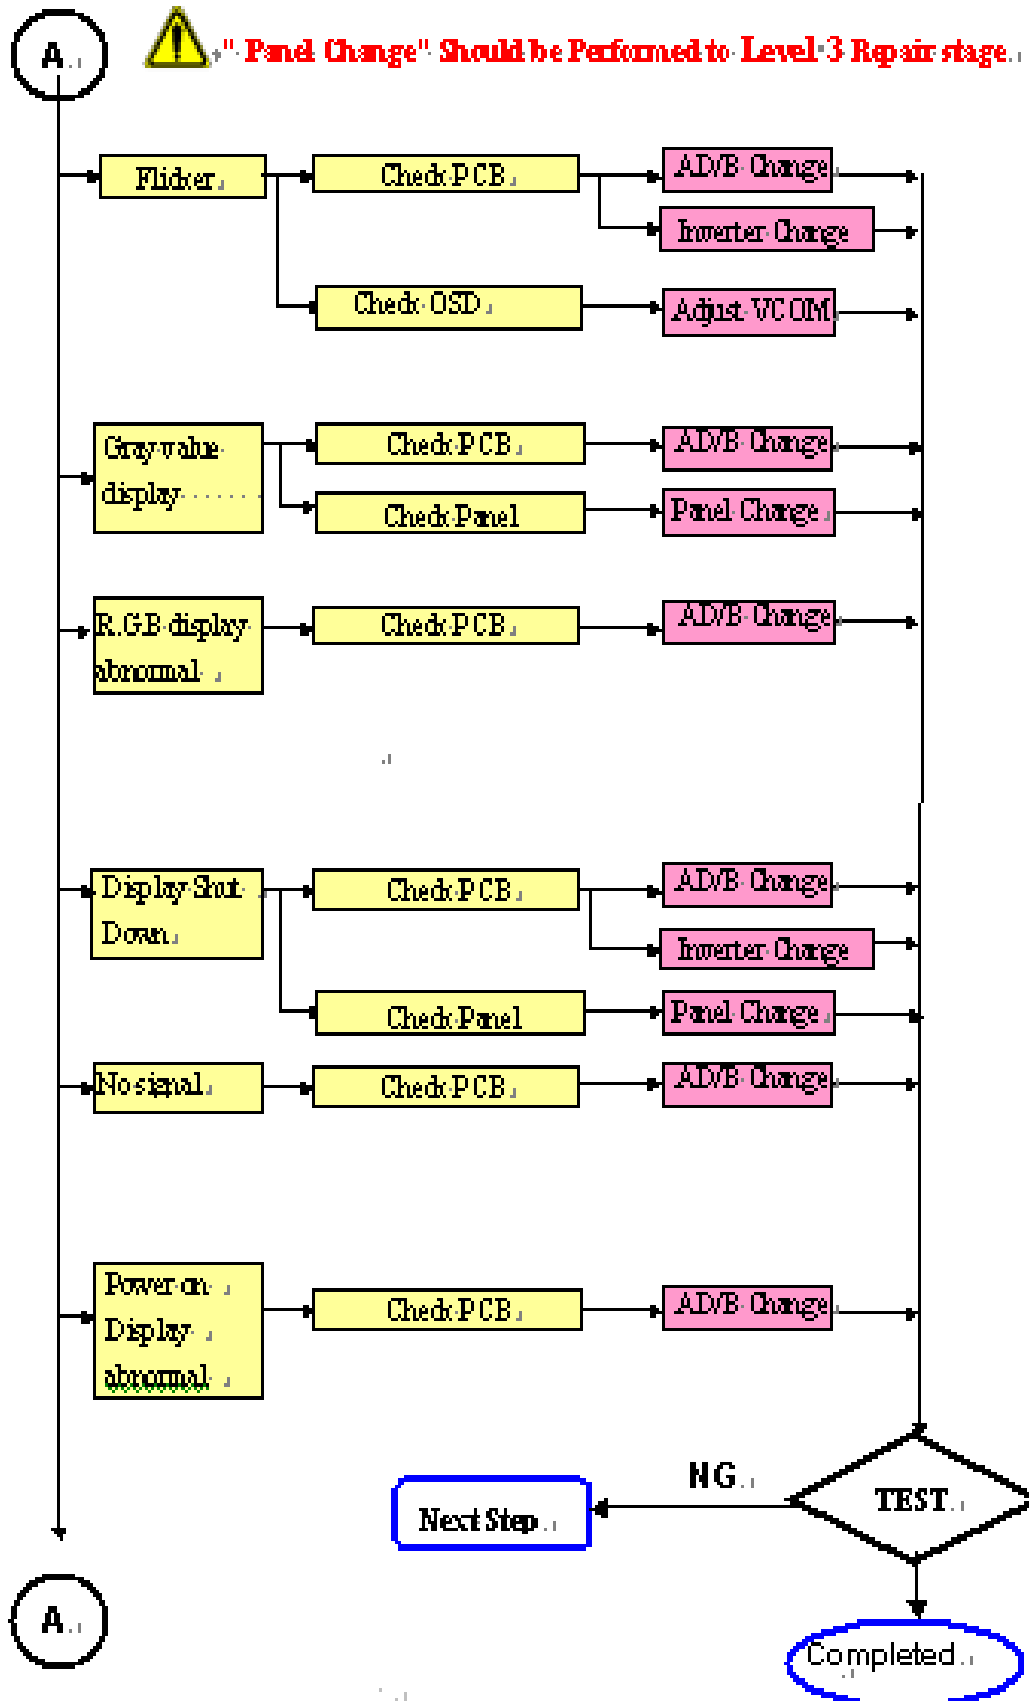 A
"Panel Change" Should be Performed to Level 3 Repair stage.
Flicker
Check PCB
AD/B Change
Inverter Change
Check OSD
Adjust VCOM
Gray value
display
Check PCB
AD/B Change
Check Panel
Panel Change
R.G.B display
abnormal
Check PCB
AD/B Change
Display Shut
Down
Check PCB
AD/B Change
Inverter Change
Check Panel
Panel Change
No signal
Check PCB
AD/B Change
Power on
Display
abnormal
Check PCB
AD/B Change
NG
TEST
Next Step
A
Completed